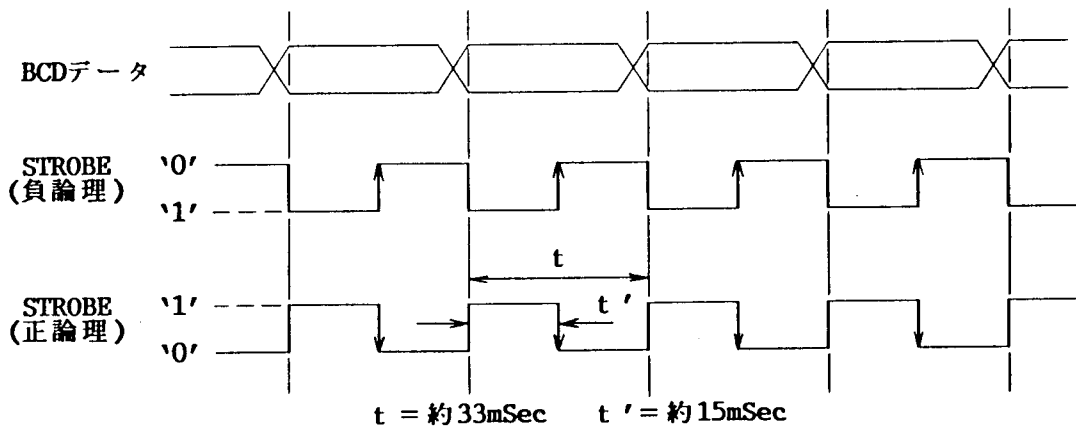 BCDデータ
STROBE
(負論理)
‘0’
‘1’
t
t ’
STROBE
(正論理)
‘1’
‘0’
t = 約33mSec  t ’= 約15mSec